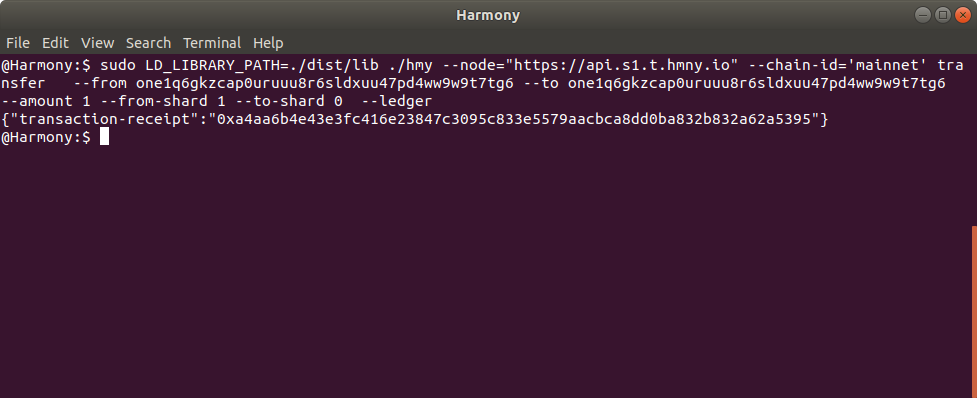 Harmony
File Edit View Search Terminal Help
@Harmony:$ sudo LD_LIBRARY_PATH=./dist/lib ./hmy --node="https://api.s1.t.hmny.io" --chain-id='mainnet' tra
nsfer   --from one1q6gkzcap0uruuu8r6sldxuu47pd4ww9w9t7tg6 --to one1q6gkzcap0uruuu8r6sldxuu47pd4ww9w9t7tg6
--amount 1 --from-shard 1 --to-shard 0  --ledger
{"transaction-receipt":"0xa4aa6b4e43e3fc416e23847c3095c833e5579aacbca8dd0ba832b832a62a5395"}
@Harmony:$